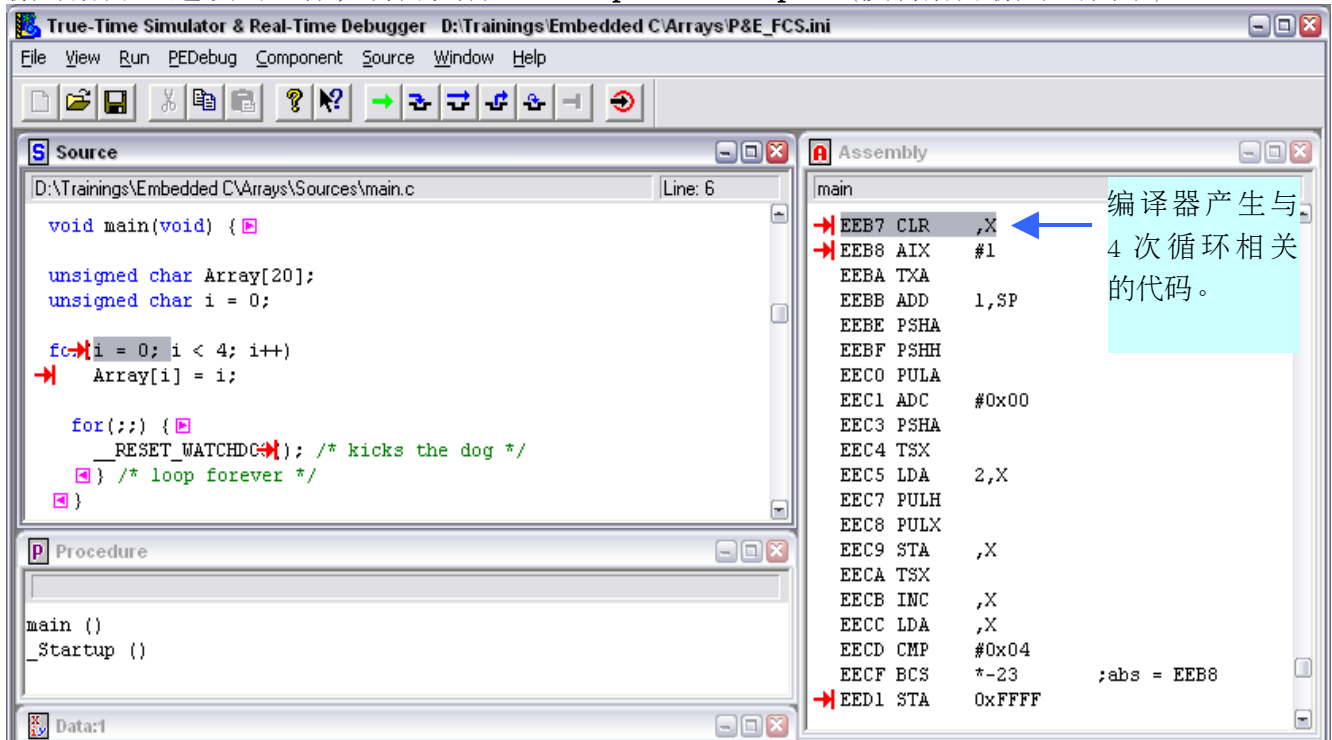 True-Time Simulator & Real-Time Debugger D:\Trainings\Embedded C\Arrays\P&E_FCS.ini
File View Run PEDebug Component Source Window Help
Source
D:\Trainings\Embedded C\Arrays\Sources\main.c Line: 6
void main(void) {
unsigned char Array[20];
unsigned char i = 0;
i = 0; i < 4; i++)
Array[i] = i;
for(;;) {
); /* kicks the dog */
} /* loop forever */
}
Procedure
main ()
_Startup ()
Data:1
Assembly
main
EEB7 CLR ,X
EEB8 AIX #1
EEBA TXA
EEBB ADD 1,SP
EEBE PSHA
EEBF PSHH
EEC0 PULA
EEC1 ADC #0x00
EEC3 PSHA
EEC4 TSX
EEC5 LDA 2,X
EEC7 PULH
EEC8 PULX
EEC9 STA ,X
EECA TSX
EECB INC ,X
EECC LDA ,X
EECD CMP #0x04
EECF BCS *-23 ;abs = EEB8
EED1 STA 0xFFFF
编译器产生与
4 次循环相关
的代码。